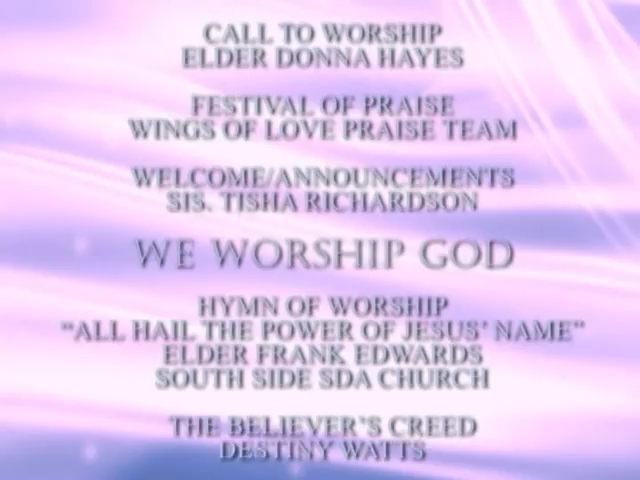 CALL TO WORSHIP
ELDER DONNA HAYES
FESTIVAL OF PRAISE
WINGS OF LOVE PRAISE TEAM
WELCOME/ANNOUNCEMENTS
SIS. TISHA RICHARDSON
WE WORSHIP GOD
HYMN OF WORSHIP
“ALL HAIL THE POWER OF JESUS’ NAME”
ELDER FRANK EDWARDS
SOUTH SIDE SDA CHURCH
THE BELIEVER’S CREED
DESTINY WATTS